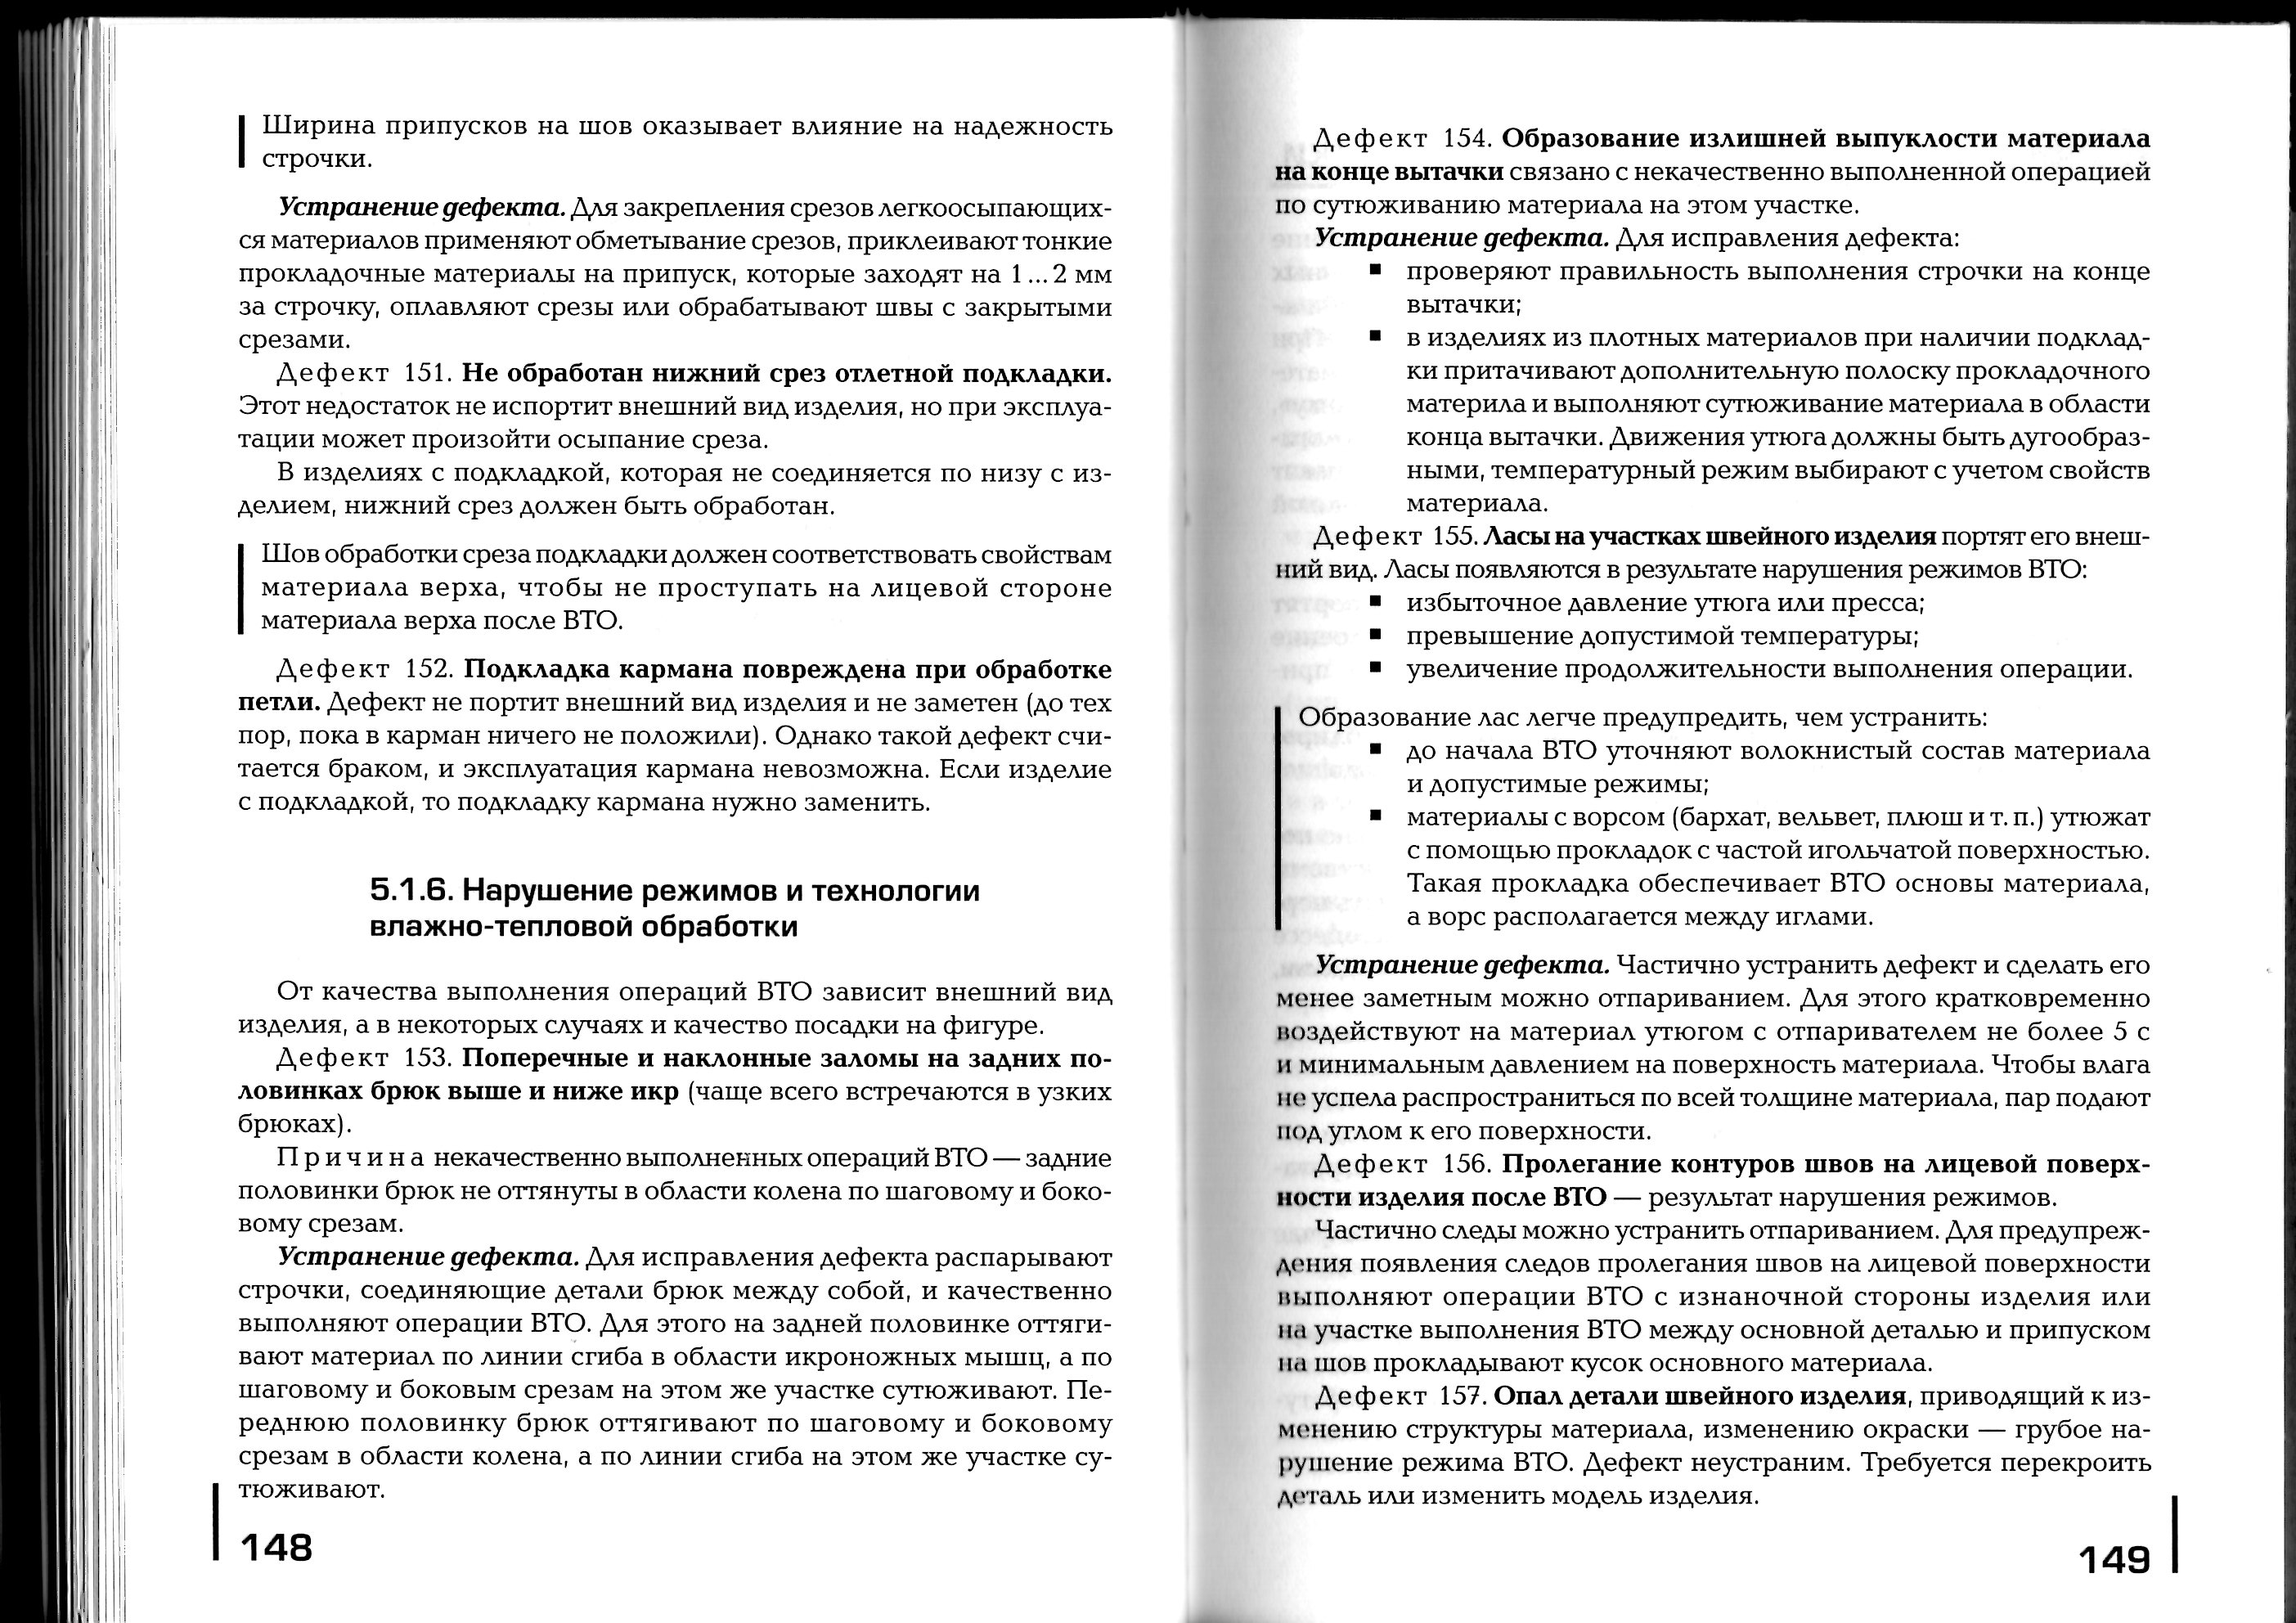 Ширина припусков на шов оказывает влияние на надежность
строчки.
Устранение дефекта. Для закрепления срезов легкоосыпающих-
ся материалов применяют обметывание срезов, приклеивают тонкие
прокладочные материалы на припуск, которые заходят на 1 ... 2 мм
за строчку, оплавляют срезы или обрабатывают швы с закрытыми
срезами.
Дефект 151. Не обработан нижний срез отлетной подкладки.
Этот недостаток не испортит внешний вид изделия, но при эксплуа-
тации может произойти осыпание среза.
В изделиях с подкладкой, которая не соединяется по низу с из-
делием, нижний срез должен быть обработан.
Шов обработки среза подкладки должен соответствовать свойствам
материала верха, чтобы не проступать на лицевой стороне
материала верха после ВТО.
Дефект 152. Подкладка кармана повреждена при обработке
петли. Дефект не портит внешний вид изделия и не заметен (до тех
пор, пока в карман ничего не положили). Однако такой дефект счи-
тается браком, и эксплуатация кармана невозможна. Если изделие
с подкладкой, то подкладку кармана нужно заменить.
5.1.6. Нарушение режимов и технологии
влажно-тепловой обработки
От качества выполнения операций ВТО зависит внешний вид
изделия, а в некоторых случаях и качество посадки на фигуре.
Дефект 153. Поперечные и наклонные заломы на задних по-
ловинках брюк выше и ниже икр (чаще всего встречаются в узких
брюках).
Причина некачественно выполненных операций ВТО — задние
половинки брюк не оттянуты в области колена по шаговому и боко-
вому срезам.
Устранение дефекта. Для исправления дефекта распарывают
строчки, соединяющие детали брюк между собой, и качественно
выполняют операции ВТО. Для этого на задней половинке оттяги-
вают материал по линии сгиба в области икроножных мышц, а по
шаговому и боковым срезам на этом же участке сутюживают. Пе-
реднюю половинку брюк оттягивают по шаговому и боковому
срезам в области колена, а по линии сгиба на этом же участке су-
тюживают.
148
Дефект 154. Образование излишней выпуклости материала
на конце вытачки связано с некачественно выполненной операцией
по сутюживанию материала на этом участке.
Устранение дефекта. Для исправления дефекта:
■ проверяют правильность выполнения строчки на конце
вытачки;
■ в изделиях из плотных материалов при наличии подклад-
ки притачивают дополнительную полоску прокладочного
материла и выполняют сутюживание материала в области
конца вытачки. Движения утюга должны быть дугообраз-
ными, температурный режим выбирают с учетом свойств
материала.
Дефект 155. Ласы на участках швейного изделия портят его внеш-
ний вид. Ласы появляются в результате нарушения режимов ВТО:
■ избыточное давление утюга или пресса;
■ превышение допустимой температуры;
■ увеличение продолжительности выполнения операции.
Образование лас легче предупредить, чем устранить:
■ до начала ВТО уточняют волокнистый состав материала
и допустимые режимы;
■ материалы с ворсом (бархат, вельвет, плюш и т. п.) утюжат
с помощью прокладок с частой игольчатой поверхностью.
Такая прокладка обеспечивает ВТО основы материала,
а ворс располагается между иглами.
Устранение дефекта. Частично устранить дефект и сделать его
менее заметным можно отпариванием. Для этого кратковременно
воздействуют на материал утюгом с отпаривателем не более 5 с
и минимальным давлением на поверхность материала. Чтобы влага
не успела распространиться по всей толщине материала, пар подают
под углом к его поверхности.
Дефект 156. Пролегание контуров швов на лицевой поверх-
ности изделия после ВТО — результат нарушения режимов.
Частично следы можно устранить отпариванием. Для предупреж-
дения появления следов пролегания швов на лицевой поверхности
выполняют операции ВТО с изнаночной стороны изделия или
на участке выполнения ВТО между основной деталью и припуском
на шов прокладывают кусок основного материала.
Дефект 157. Опал детали швейного изделия, приводящий к из-
менению структуры материала, изменению окраски — грубое на-
рушение режима ВТО. Дефект неустраним. Требуется перекроить
деталь или изменить модель изделия.
149